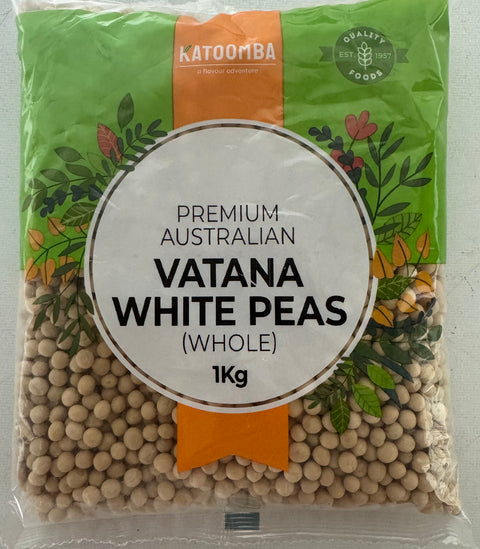 KATOOMBA
a flavour adventure
QUALITY
EST. 1957
FOODS
PREMIUM
AUSTRALIAN
VATANA
WHITE PEAS
(WHOLE)
1Kg